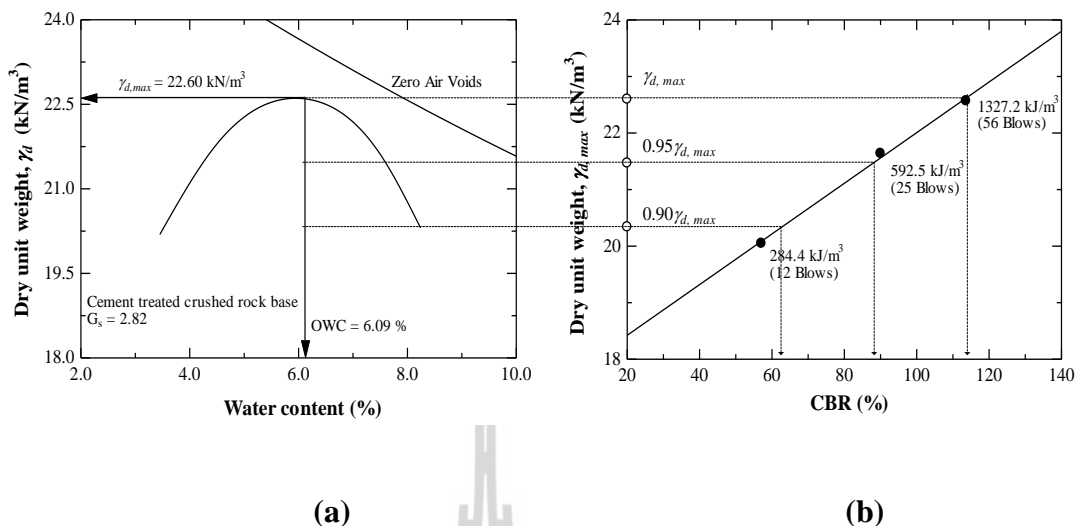 24.0
22.5
21.0
19.5
18.0
Dry unit weight, γd (kN/m³)
γd,max = 22.60 kN/m³
Zero Air Voids
Cement treated crushed rock base
Gs = 2.82
OWC = 6.09 %
2.0 4.0 6.0 8.0 10.0
Water content (%)
(a)
24
22
20
18
Dry unit weight, γd, max (kN/m³)
γd, max
0.95γd, max
0.90γd, max
1327.2 kJ/m³
(56 Blows)
592.5 kJ/m³
(25 Blows)
284.4 kJ/m³
(12 Blows)
20 40 60 80 100 120 140
CBR (%)
(b)